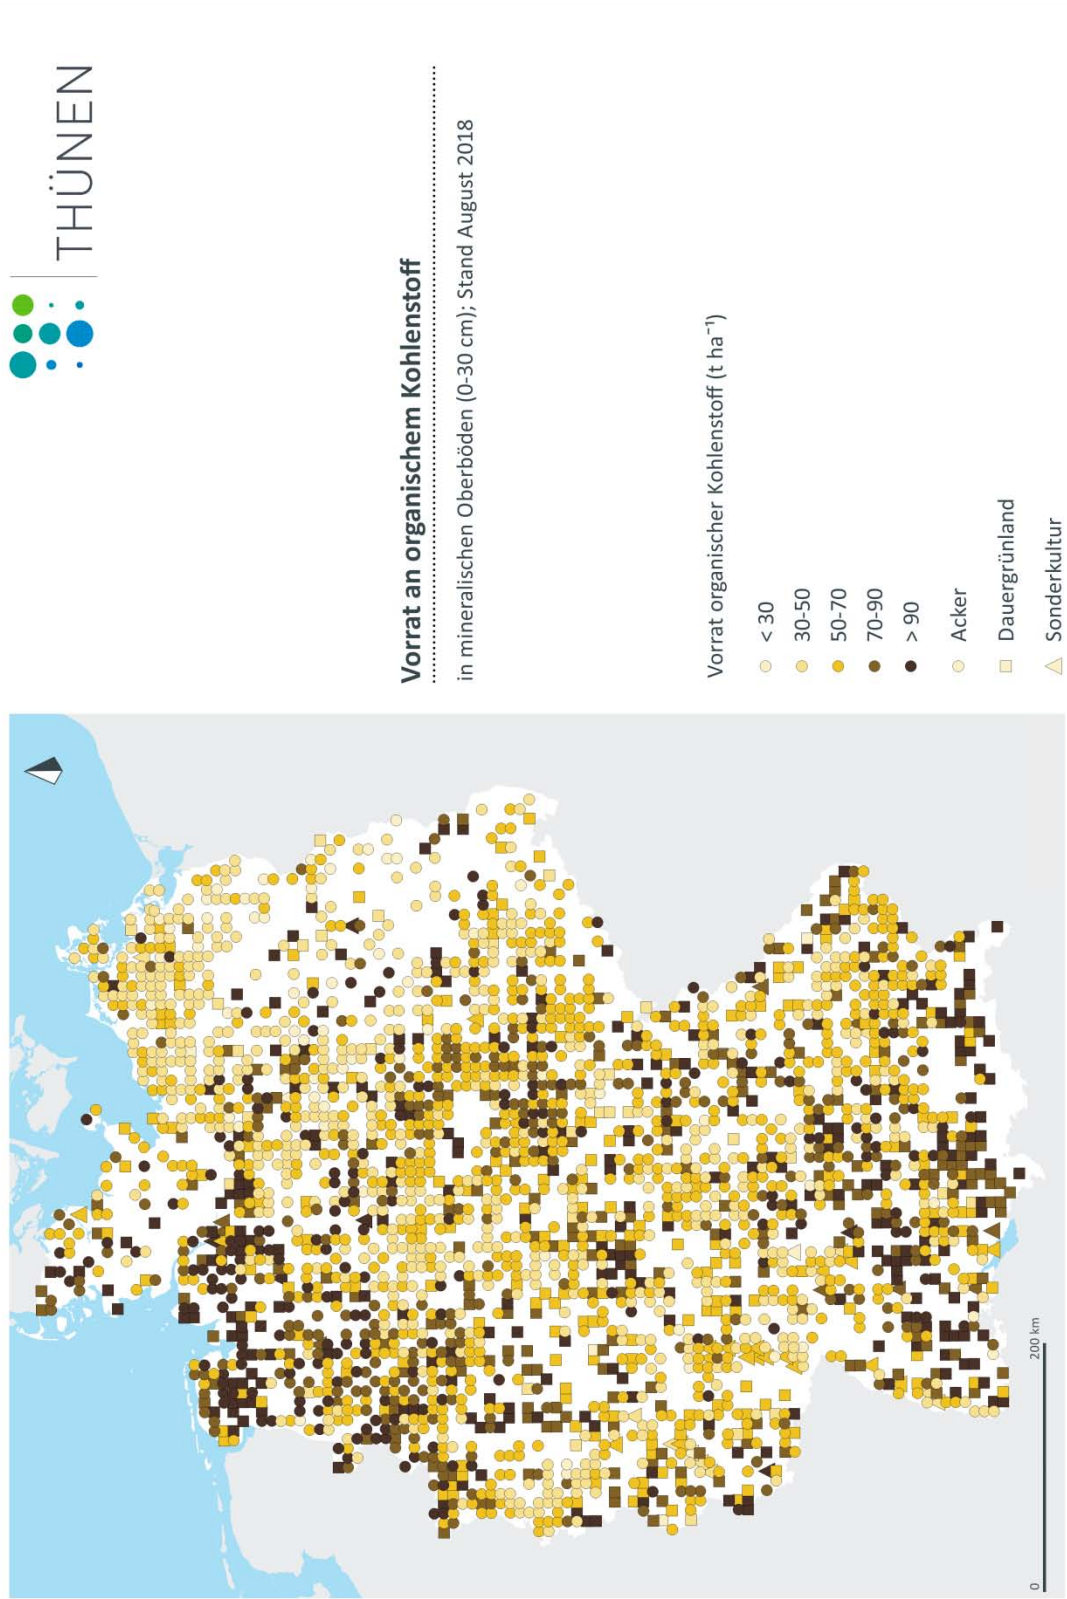 THÜNEN
Vorrat an organischem Kohlenstoff
in mineralischen Oberböden (0-30 cm); Stand August 2018
Vorrat organischer Kohlenstoff (t ha⁻¹)
< 30
30-50
50-70
70-90
> 90
Acker
Dauergrünland
Sonderkultur
0 200 km